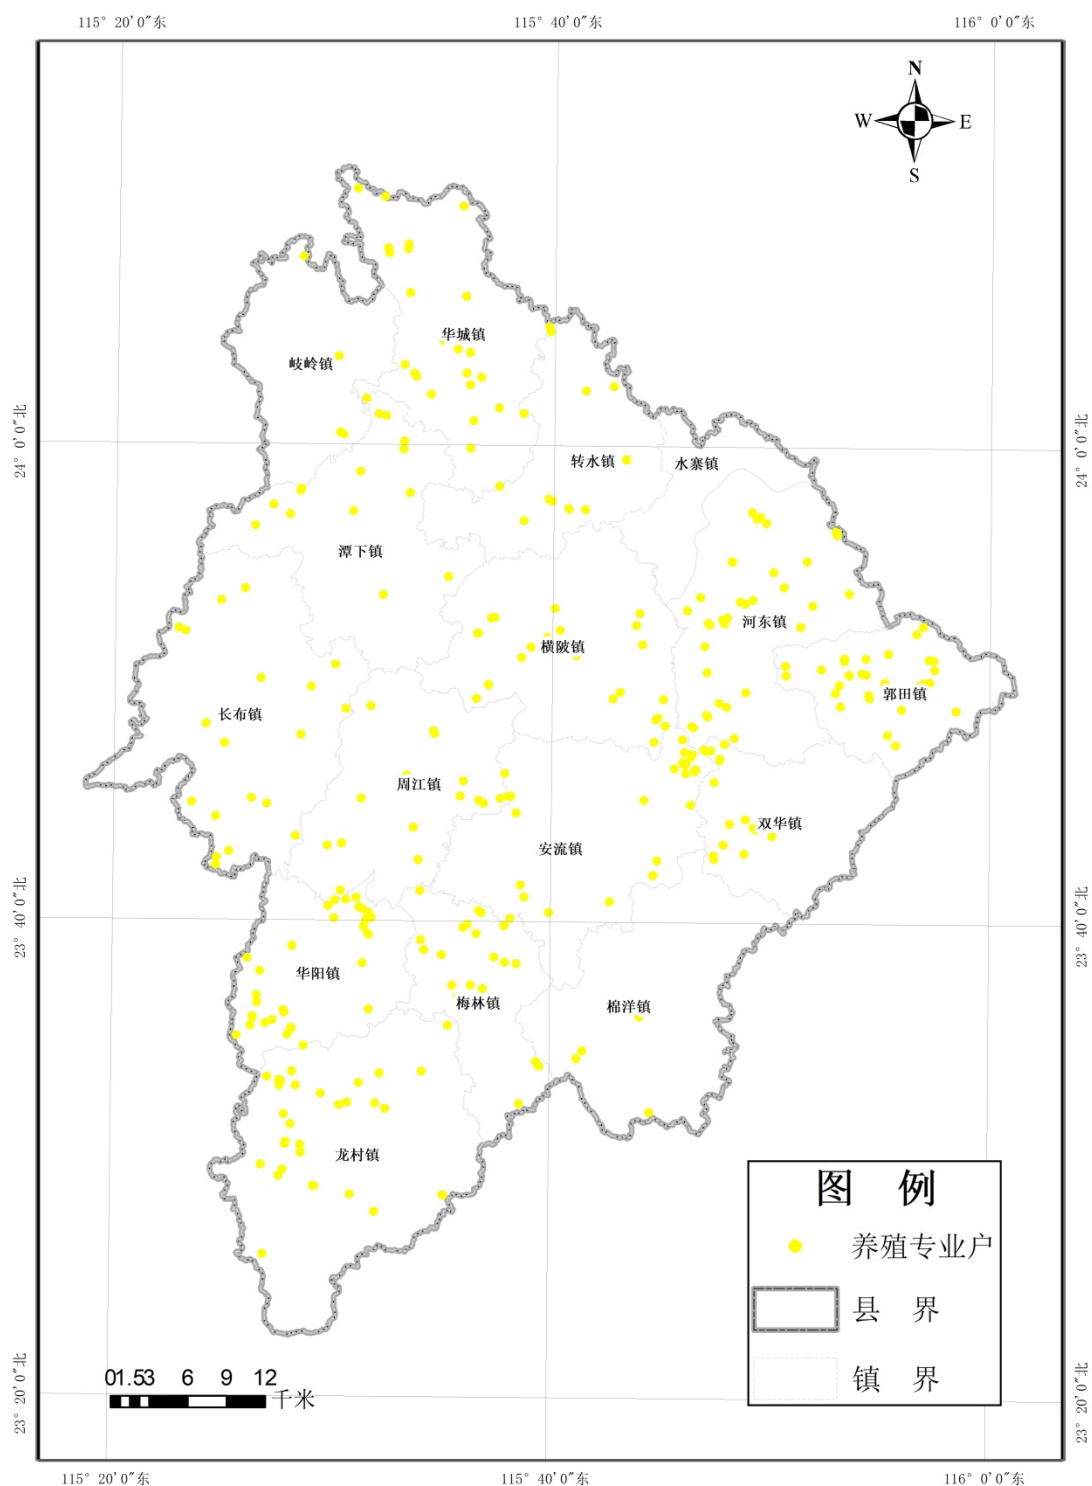 115° 20′0″东
115° 40′0″东
116° 0′0″东
N
W
E
S
华城镇
岐岭镇
24° 0′0″北
24° 0′0″北
转水镇
水寨镇
潭下镇
河东镇
横陂镇
郭田镇
长布镇
周江镇
双华镇
安流镇
23° 40′0″北
23° 40′0″北
华阳镇
梅林镇
棉洋镇
龙村镇
图 例
养殖专业户
县 界
镇 界
01.53 6 9 12
千米
23° 20′0″北
23° 20′0″北
115° 20′0″东
115° 40′0″东
116° 0′0″东